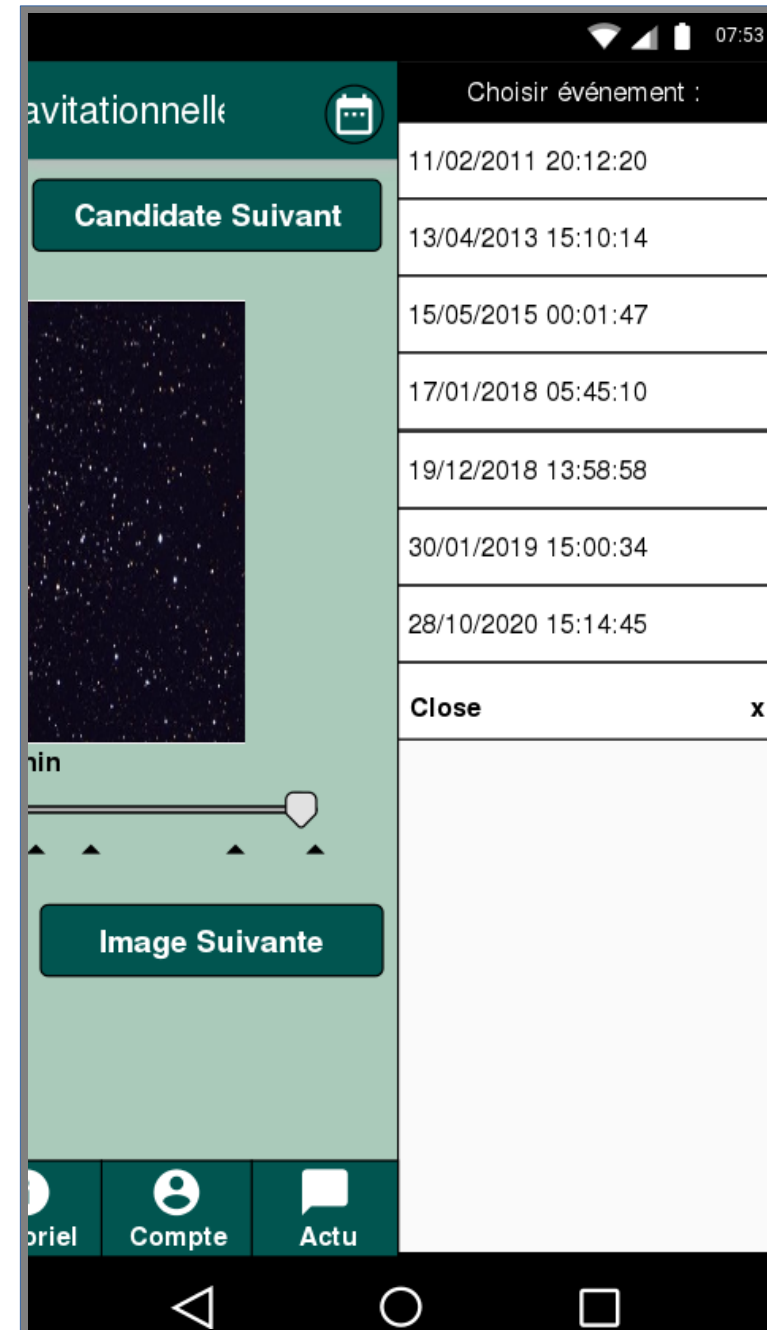 07:53
avitationnelle
Choisir événement :
Candidate Suivant
11/02/2011 20:12:20
13/04/2013 15:10:14
15/05/2015 00:01:47
17/01/2018 05:45:10
19/12/2018 13:58:58
30/01/2019 15:00:34
28/10/2020 15:14:45
Close x
nin
Image Suivante
oriel Compte Actu